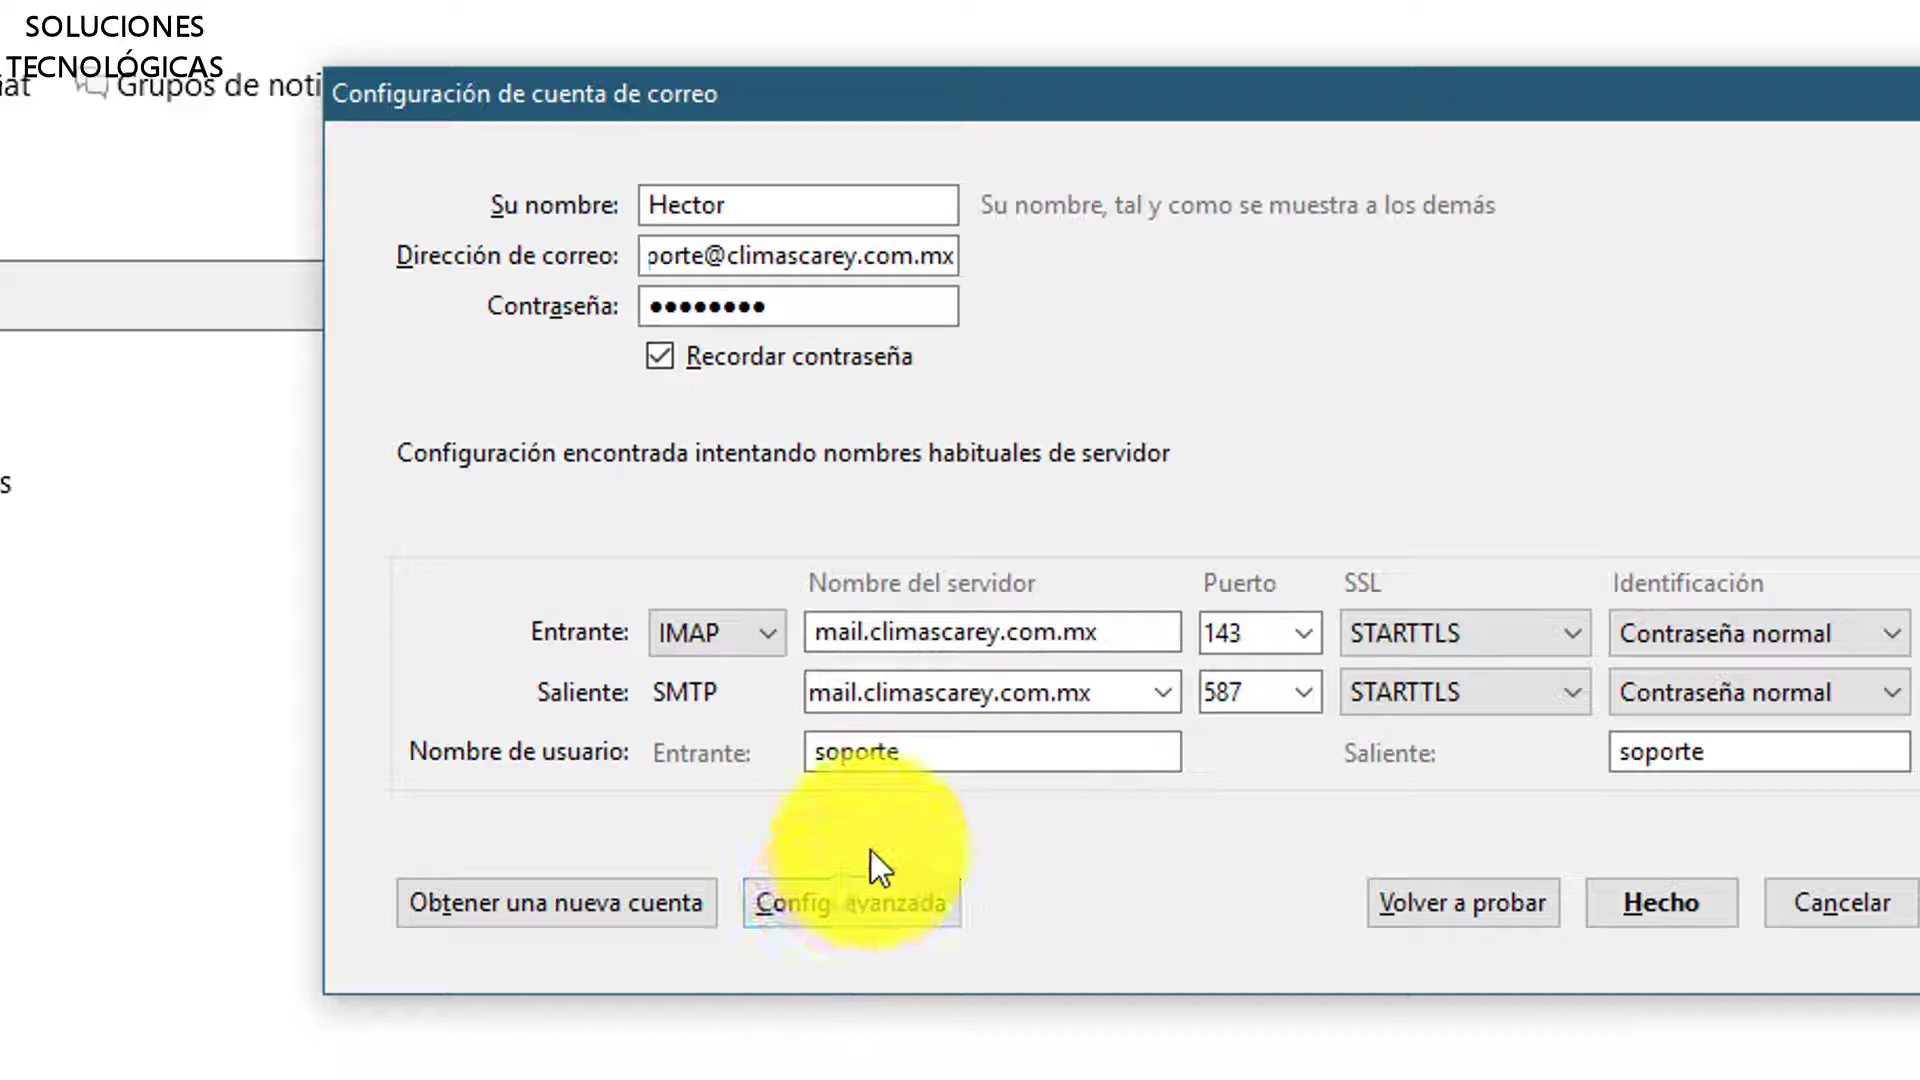 SOLUCIONES
TECNOLÓGICAS
Grupos de noti
Configuración de cuenta de correo
Su nombre: Hector Su nombre, tal y como se muestra a los demás
Dirección de correo: porte@climascarey.com.mx
Contraseña: ••••••••
Recordar contraseña
Configuración encontrada intentando nombres habituales de servidor
s
Nombre del servidor Puerto SSL Identificación
Entrante: IMAP mail.climascarey.com.mx 143 STARTTLS Contraseña normal
Saliente: SMTP mail.climascarey.com.mx 587 STARTTLS Contraseña normal
Nombre de usuario: Entrante: soporte Saliente: soporte
Obtener una nueva cuenta Config. avanzada Volver a probar Hecho Cancelar